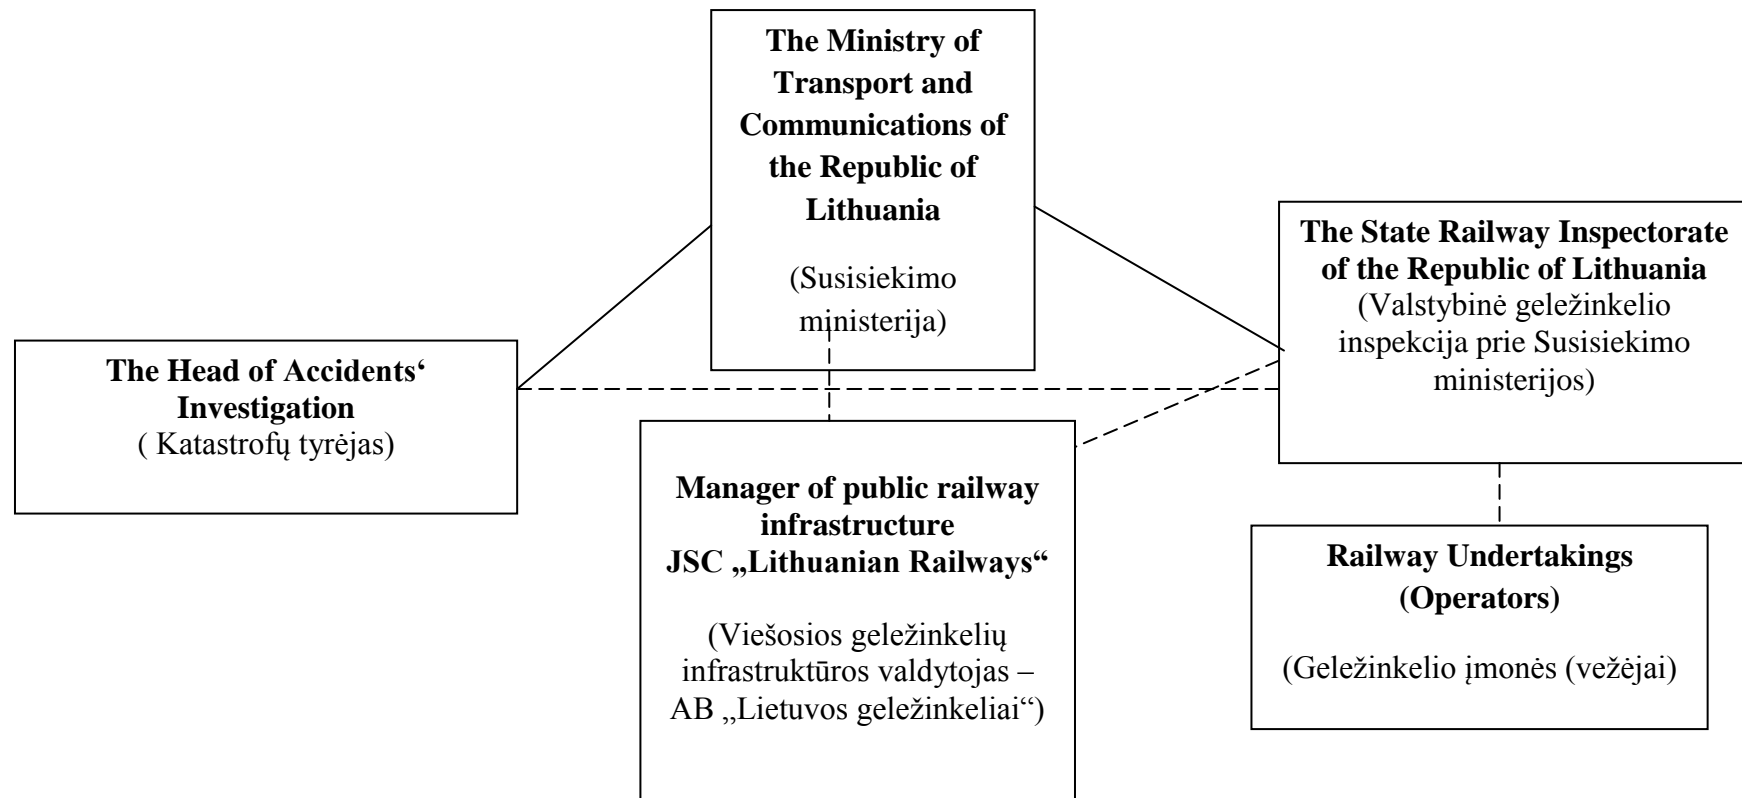 The Ministry of
Transport and
Communications of
the Republic of
Lithuania
(Susisiekimo
ministerija)
The State Railway Inspectorate
of the Republic of Lithuania
(Valstybinė geležinkelio
inspekcija prie Susisiekimo
ministerijos)
The Head of Accidents‘
Investigation
( Katastrofų tyrėjas)
Manager of public railway
infrastructure
JSC „Lithuanian Railways“
(Viešosios geležinkelių
infrastruktūros valdytojas –
AB „Lietuvos geležinkeliai“)
Railway Undertakings
(Operators)
(Geležinkelio įmonės (vežėjai)